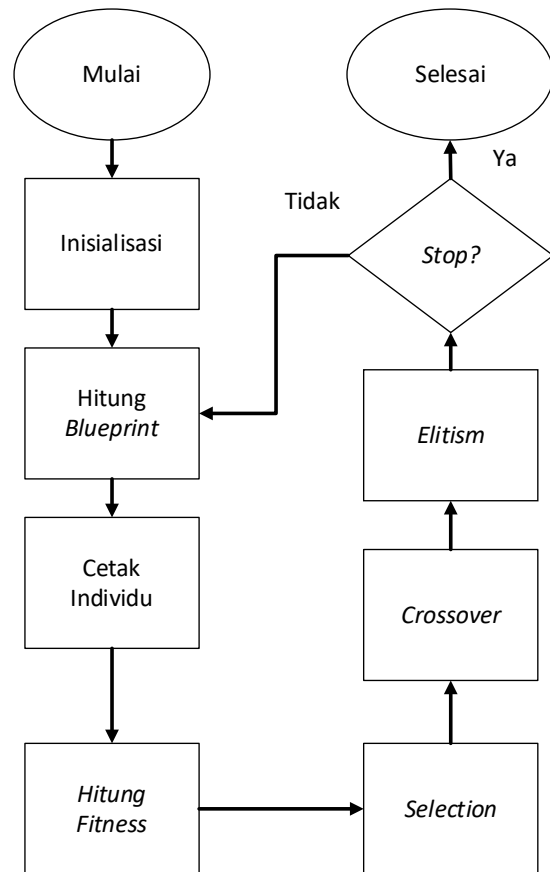 Mulai
Inisialisasi
Hitung
Blueprint
Cetak
Individu
Hitung
Fitness
Selection
Crossover
Elitism
Stop?
Tidak
Ya
Selesai